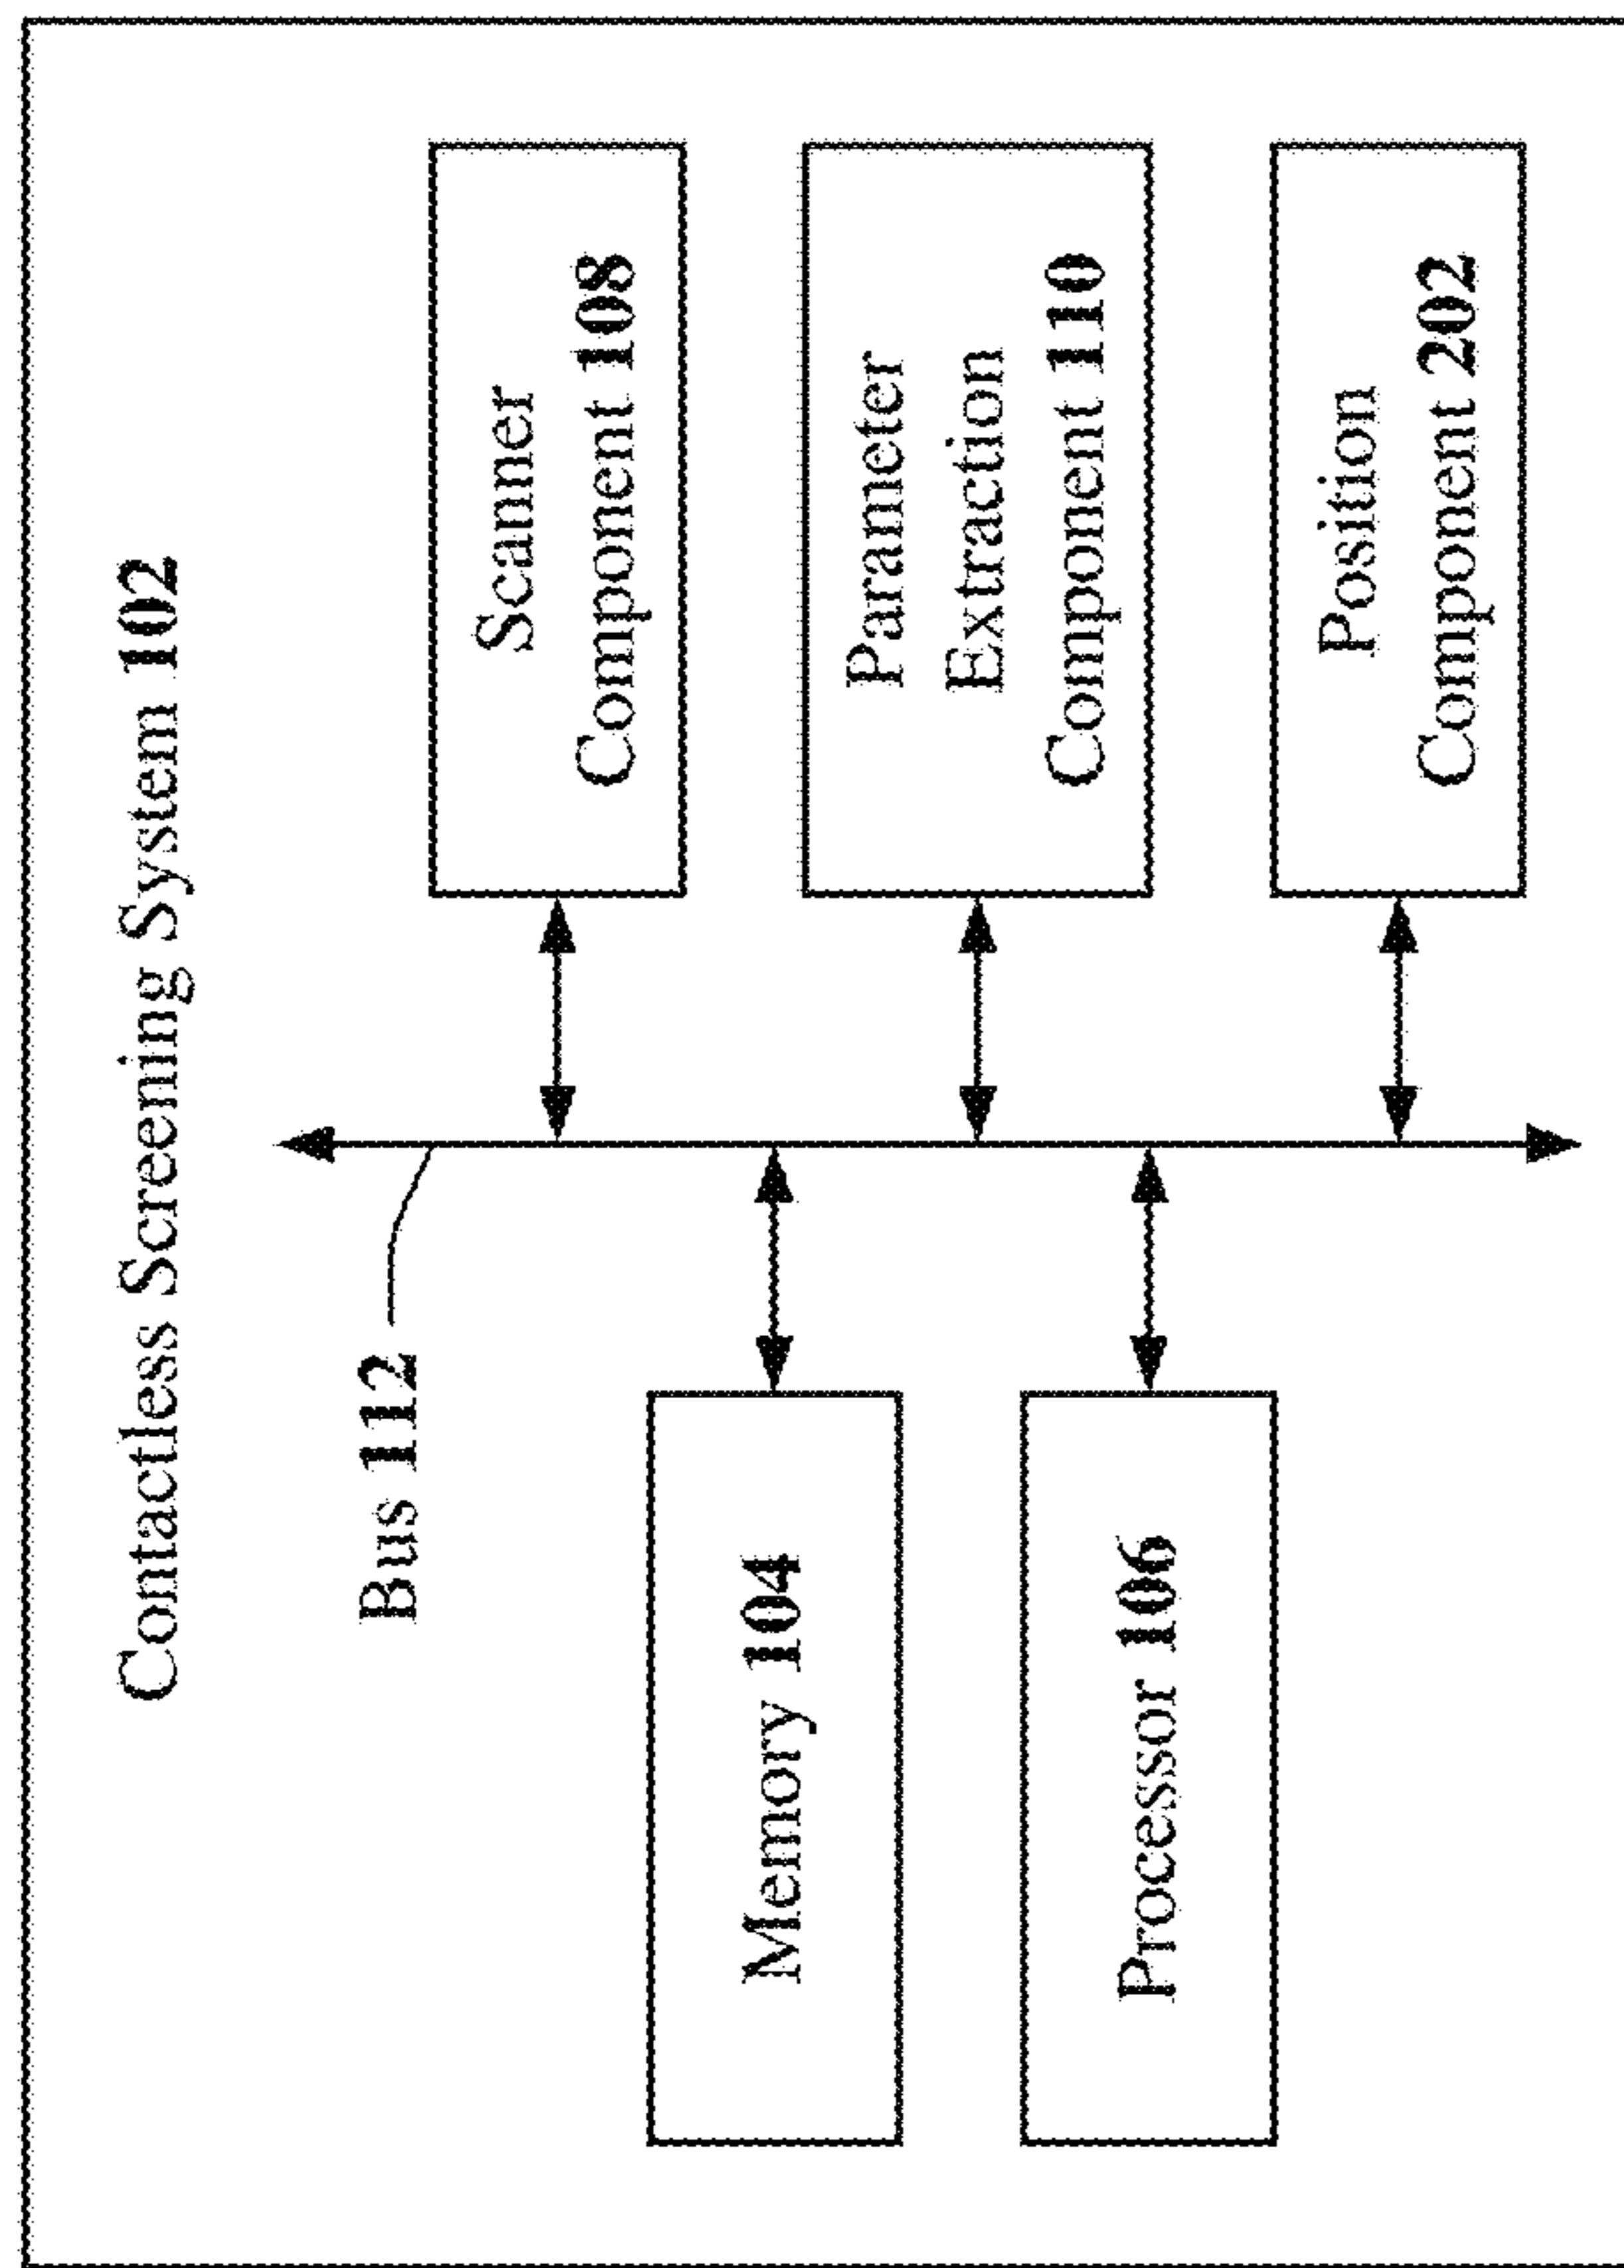 Contactless Screening System 102
Bus 112
Memory 104
Processor 106
Scanner
Component 108
Parameter
Extraction
Component 110
Position
Component 202